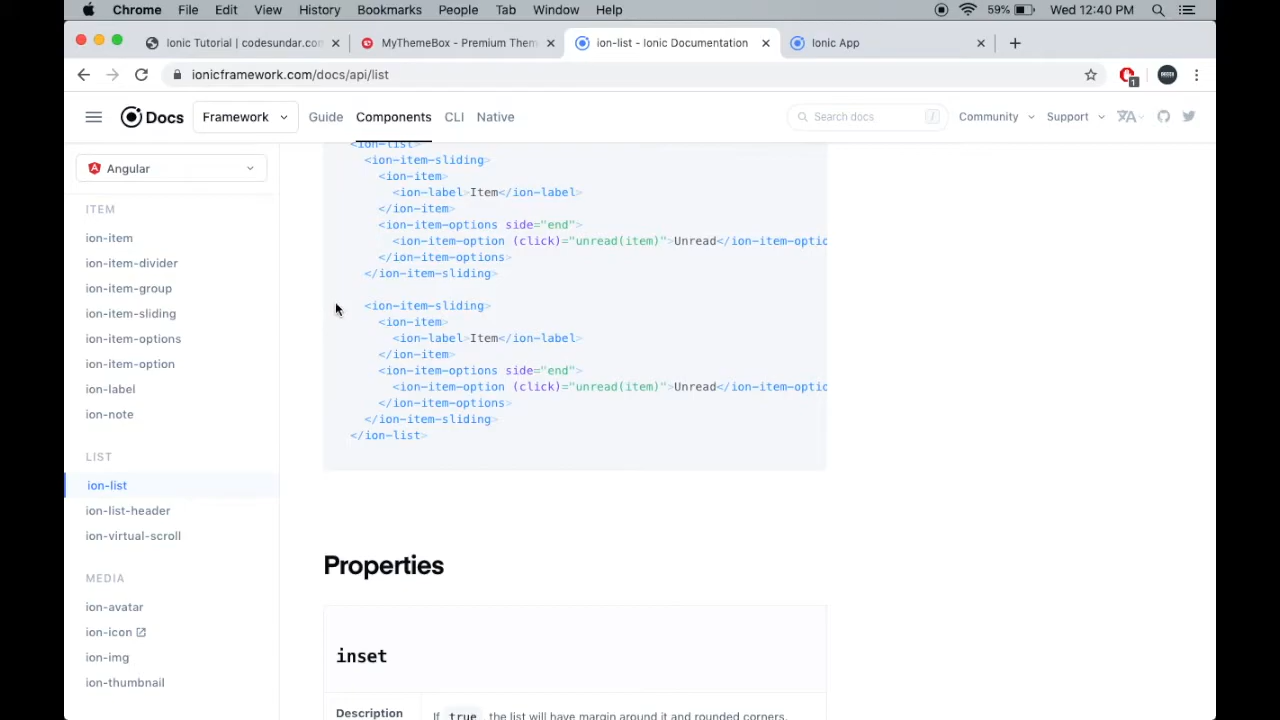 Chrome File Edit View History Bookmarks People Tab Window Help 59% Wed 12:40 PM
Ionic Tutorial | codesundar.com MyThemeBox - Premium Them ion-list - Ionic Documentation Ionic App
ionicframework.com/docs/api/list 1
Docs Framework Guide Components CLI Native Search docs / Community Support
Angular
ITEM
ion-item
ion-item-divider
ion-item-group
ion-item-sliding
ion-item-options
ion-item-option
ion-label
ion-note
LIST
ion-list
ion-list-header
ion-virtual-scroll
MEDIA
ion-avatar
ion-icon
ion-img
ion-thumbnail
<ion-list>
<ion-item-sliding>
<ion-item>
<ion-label>Item</ion-label>
</ion-item>
<ion-item-options side="end">
<ion-item-option (click)="unread(item)">Unread</ion-item-optio
</ion-item-options>
</ion-item-sliding>
<ion-item-sliding>
<ion-item>
<ion-label>Item</ion-label>
</ion-item>
<ion-item-options side="end">
<ion-item-option (click)="unread(item)">Unread</ion-item-optio
</ion-item-options>
</ion-item-sliding>
</ion-list>
Properties
inset
Description If true, the list will have margin around it and rounded corners.